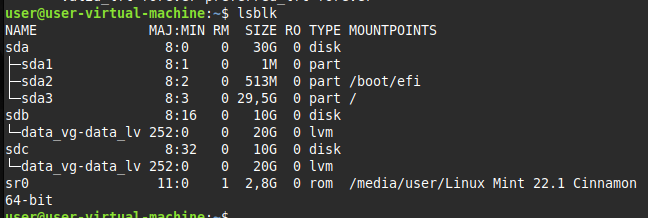 user@user-virtual-machine:~$ lsblk
NAME              MAJ:MIN RM  SIZE RO TYPE MOUNTPOINTS
sda                 8:0    0   30G  0 disk
├─sda1              8:1    0    1M  0 part
├─sda2              8:2    0  513M  0 part /boot/efi
└─sda3              8:3    0 29,5G  0 part /
sdb                 8:16   0   10G  0 disk
└─data_vg-data_lv 252:0    0   20G  0 lvm
sdc                 8:32   0   10G  0 disk
└─data_vg-data_lv 252:0    0   20G  0 lvm
sr0                11:0    1  2,8G  0 rom  /media/user/Linux Mint 22.1 Cinnamon
64-bit
user@user-virtual-machine:~$